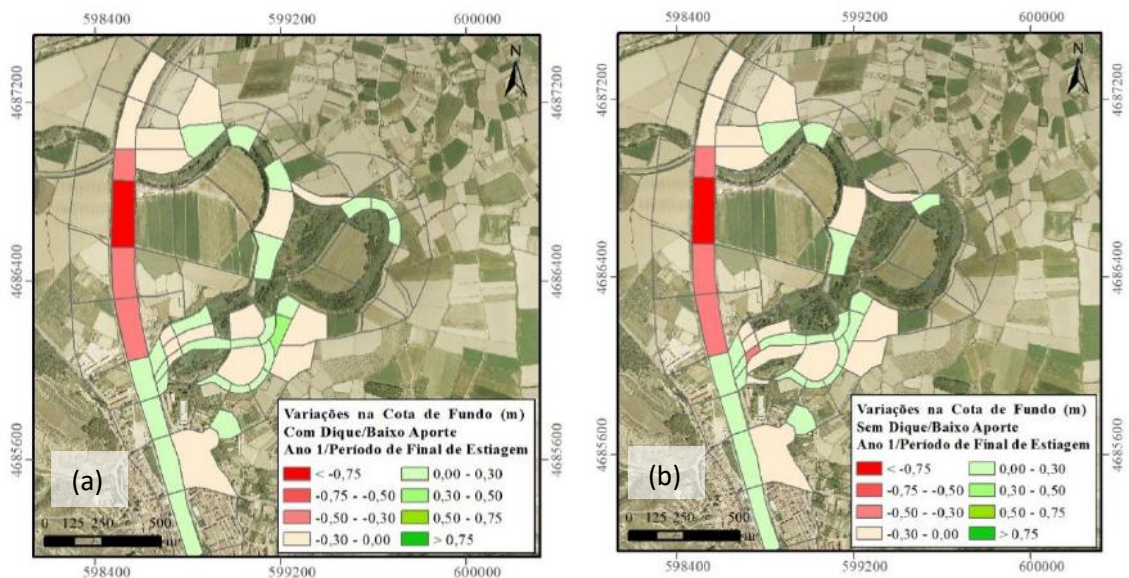 598400 599200 600000
4687200
4686400
4685600
N
4687200
4686400
4685600
(a)
Variações na Cota de Fundo (m)
Com Dique/Baixo Aporte
Ano 1/Período de Final de Estiagem
< -0,75 0,00 - 0,30
-0,75 - -0,50 0,30 - 0,50
-0,50 - -0,30 0,50 - 0,75
-0,30 - 0,00 > 0,75
0 125 250 500
m
598400 599200 600000
598400 599200 600000
4687200
4686400
4685600
N
4687200
4686400
4685600
(b)
Variações na Cota de Fundo (m)
Sem Dique/Baixo Aporte
Ano 1/Período de Final de Estiagem
< -0,75 0,00 - 0,30
-0,75 - -0,50 0,30 - 0,50
-0,50 - -0,30 0,50 - 0,75
-0,30 - 0,00 > 0,75
0 125 250 500
m
598400 599200 600000